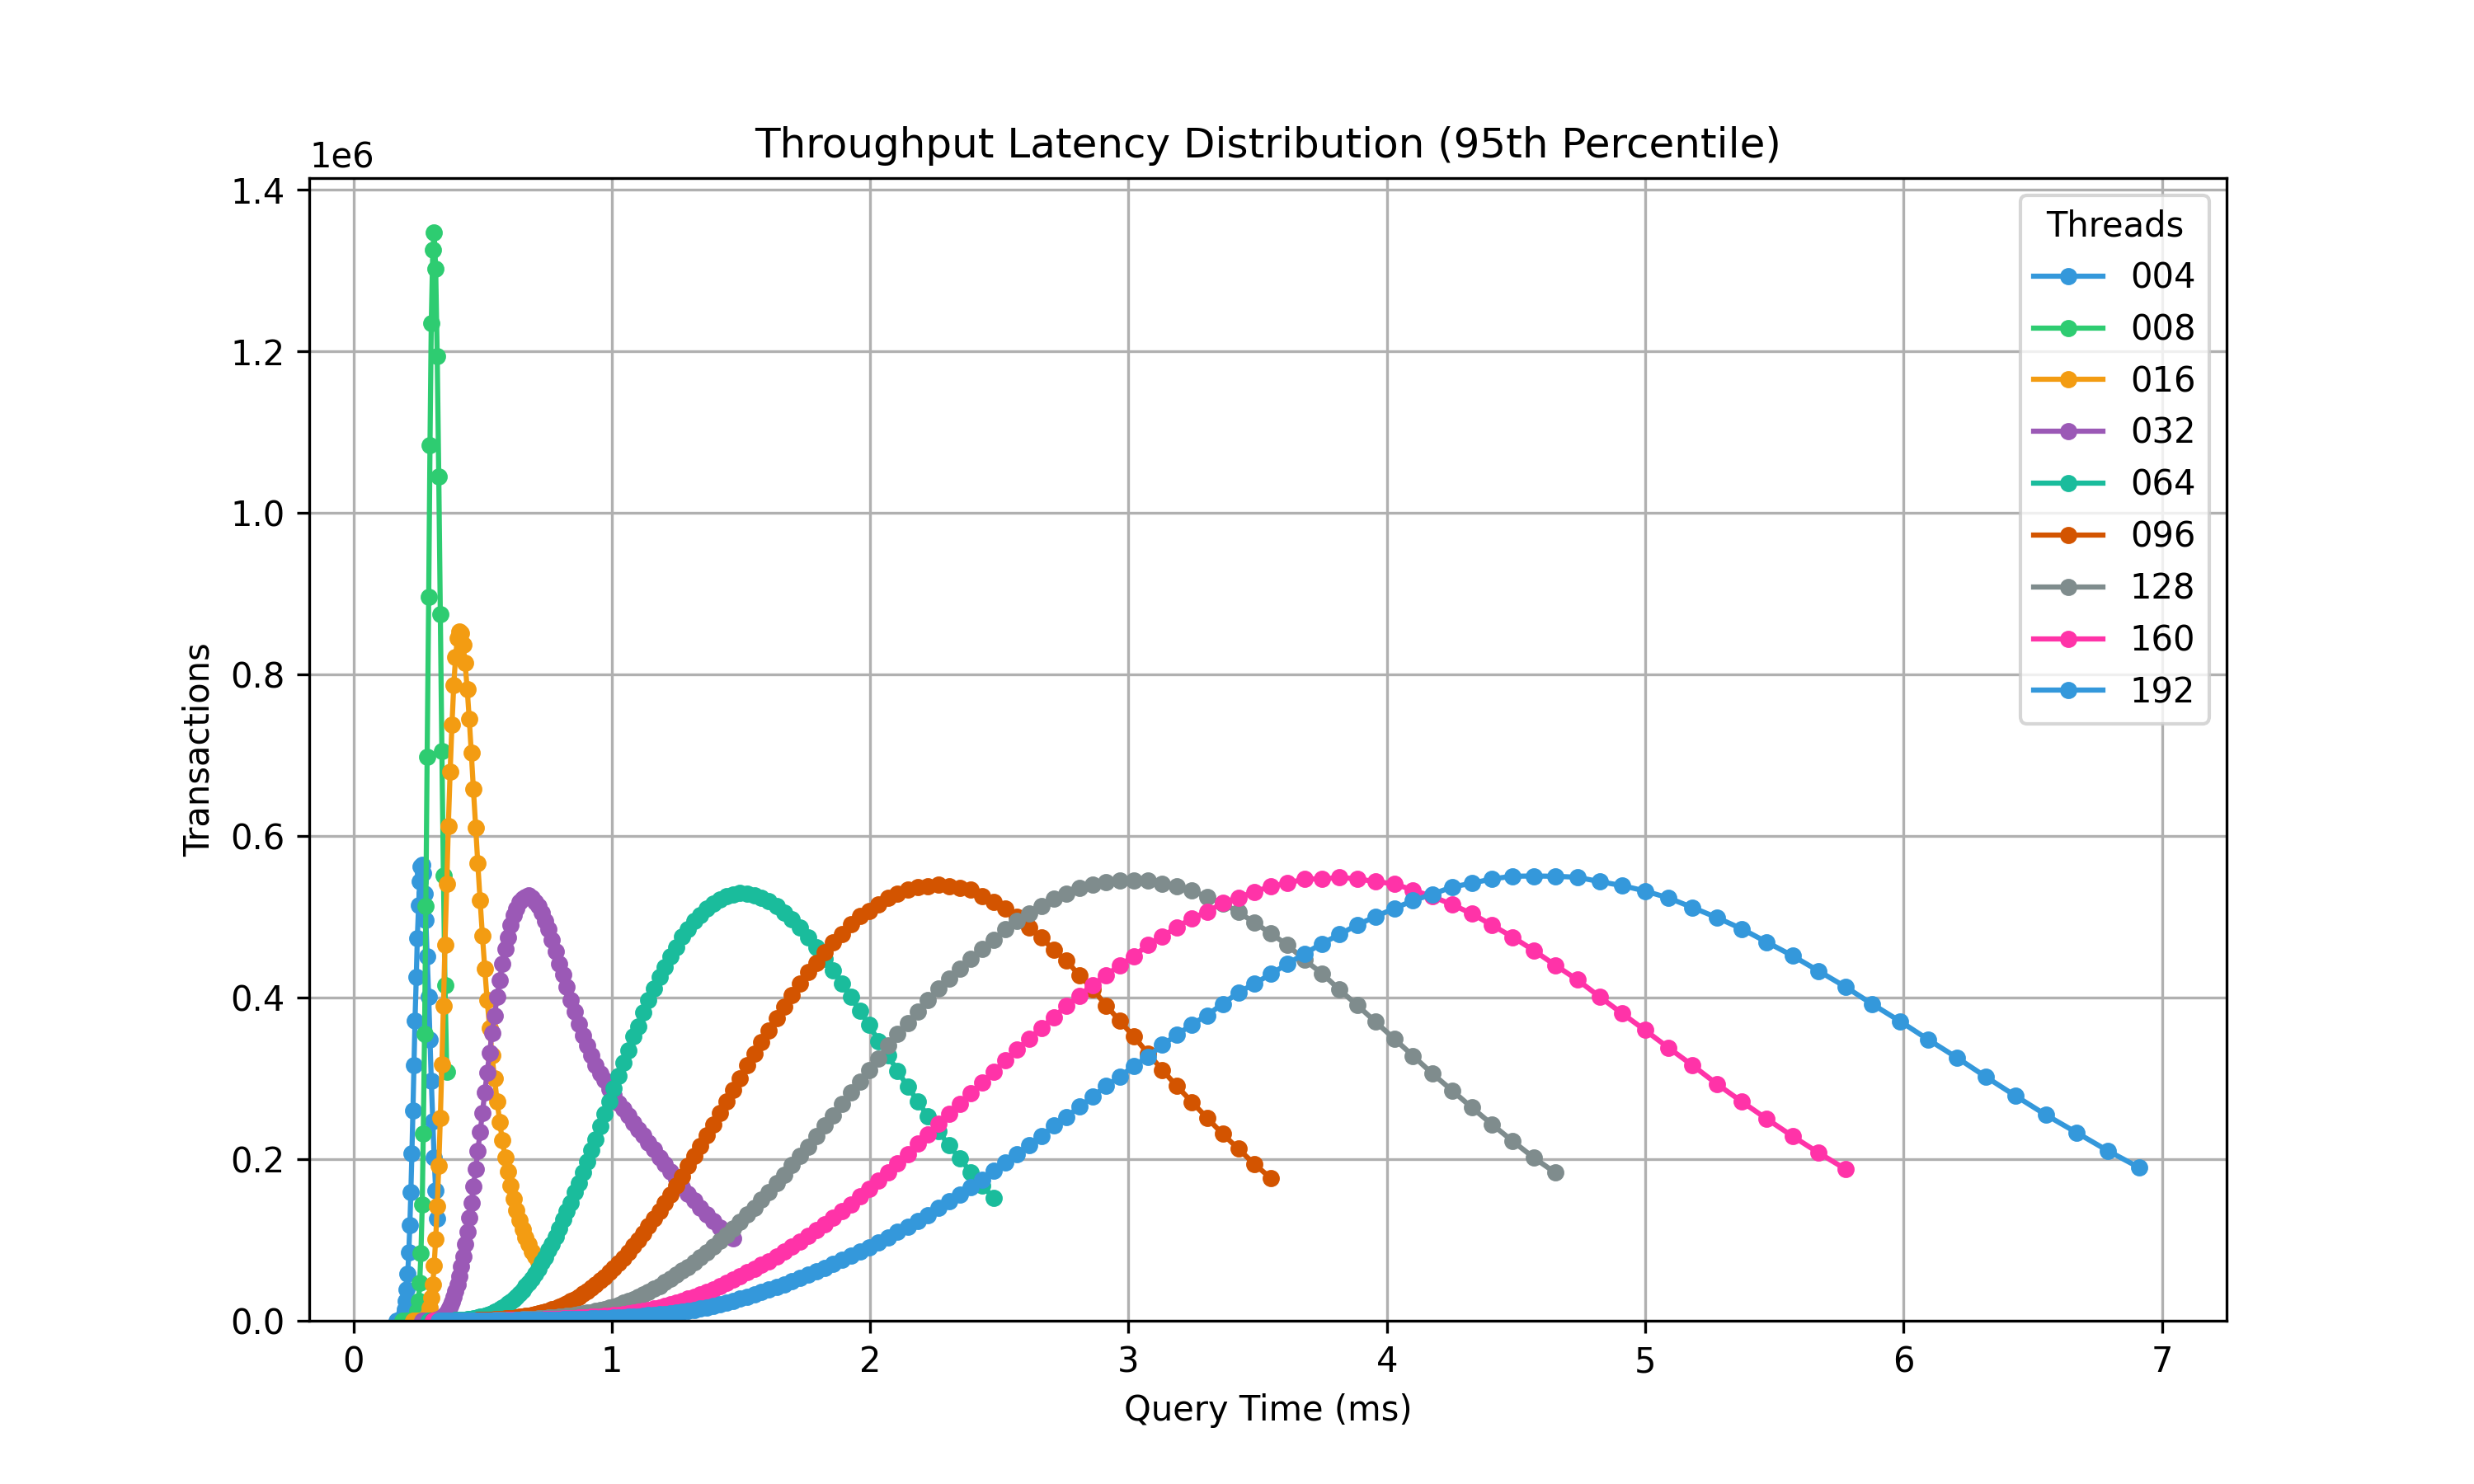 Throughput Latency Distribution (95th Percentile)
1e6
1.4
1.2
1.0
0.8
0.6
0.4
0.2
0.0
Transactions
0 1 2 3 4 5 6 7
Query Time (ms)
Threads
004
008
016
032
064
096
128
160
192